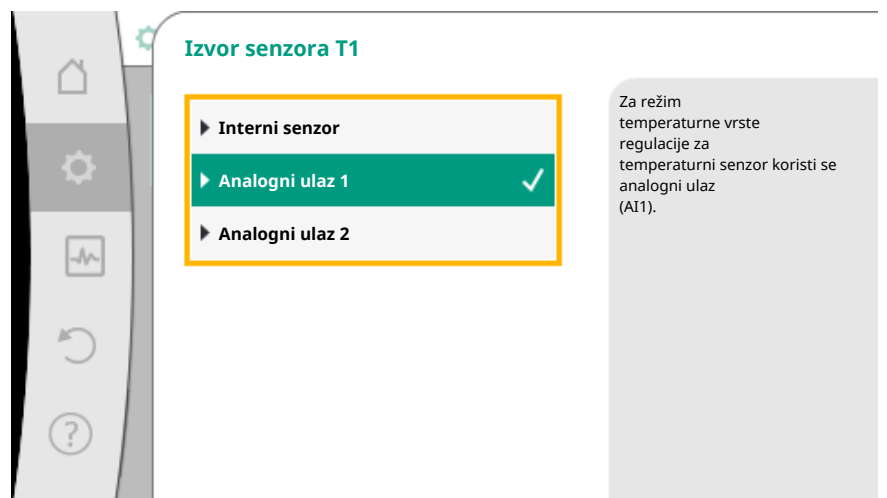 Izvor senzora T1
Interni senzor
Analogni ulaz 1
Analogni ulaz 2
Za režim
temperaturne vrste
regulacije za
temperaturni senzor koristi se
analogni ulaz
(AI1).
?